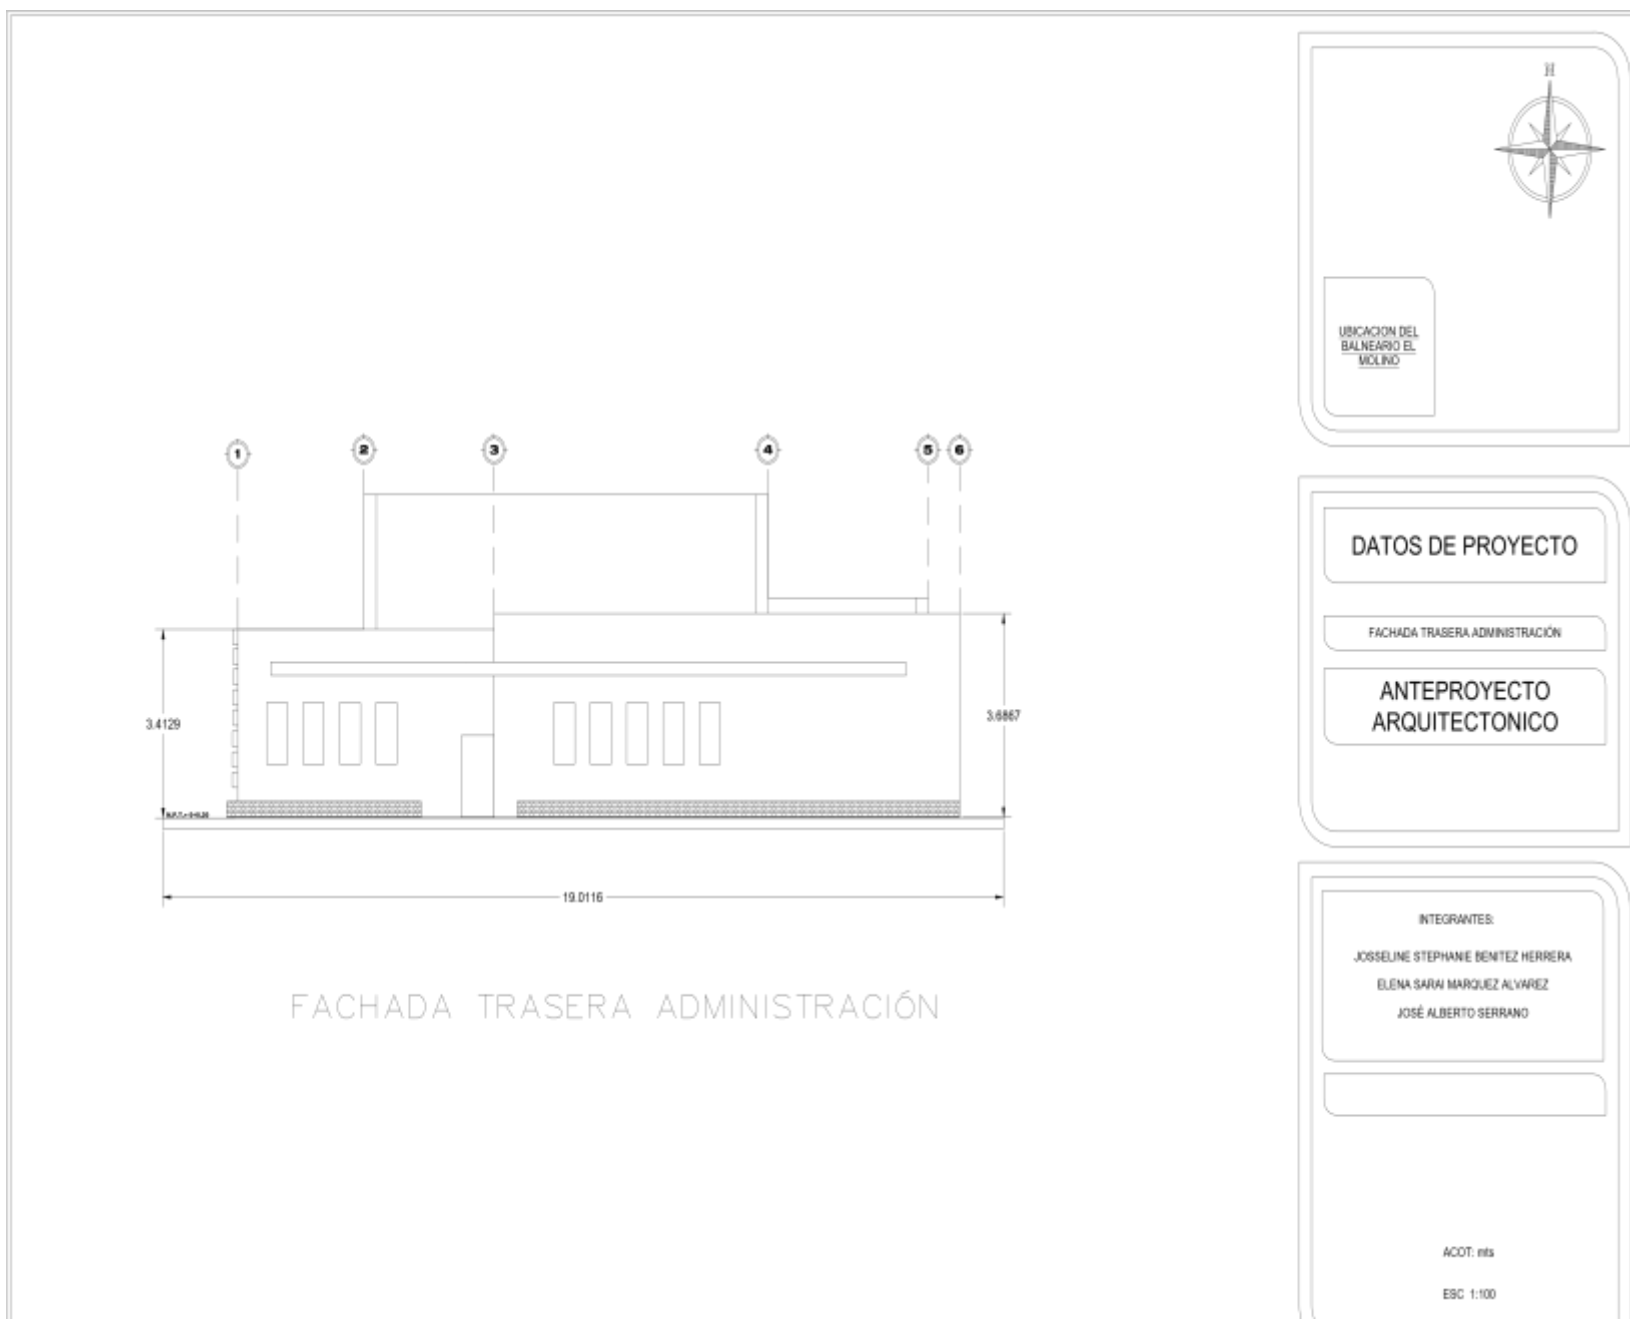 N
UBICACION DEL
BALNEARIO EL
MOLINO
1
2
3
4
5
6
DATOS DE PROYECTO
FACHADA TRASERA ADMINISTRACIÓN
ANTEPROYECTO
ARQUITECTONICO
3.4129
3.6867
19.0116
FACHADA TRASERA ADMINISTRACIÓN
INTEGRANTES:
JOSSELINE STEPHANIE BENITEZ HERRERA
ELENA SARAI MARQUEZ ALVAREZ
JOSÉ ALBERTO SERRANO
ACOT: mts
ESC 1:100